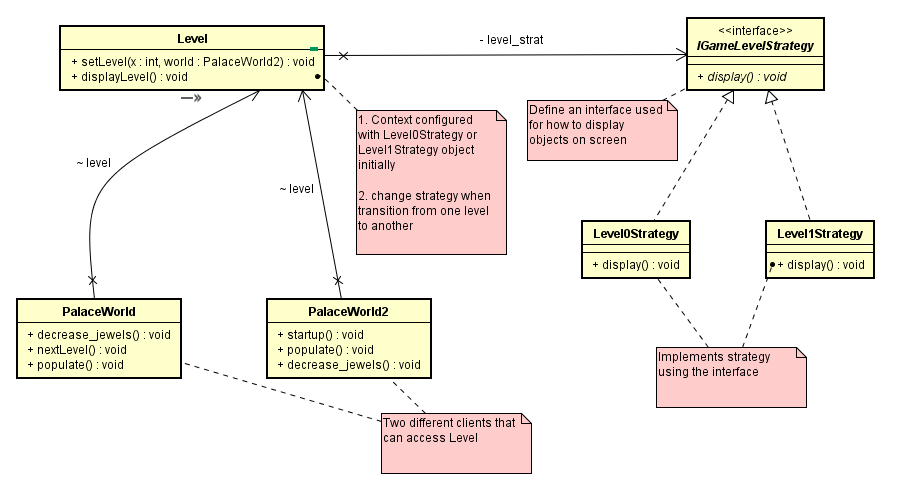 Level
+ setLevel(x : int, world : PalaceWorld2) : void
+ displayLevel() : void
- level_strat
<<interface>>
IGameLevelStrategy
+ display() : void
1. Context configured
with Level0Strategy or
Level1Strategy object
initially
2. change strategy when
transition from one level
to another
Define an interface used
for how to display
objects on screen
~ level
~ level
Level0Strategy
+ display() : void
Level1Strategy
+ display() : void
PalaceWorld
+ decrease_jewels() : void
+ nextLevel() : void
+ populate() : void
PalaceWorld2
+ startup() : void
+ populate() : void
+ decrease_jewels() : void
Implements strategy
using the interface
Two different clients that
can access Level